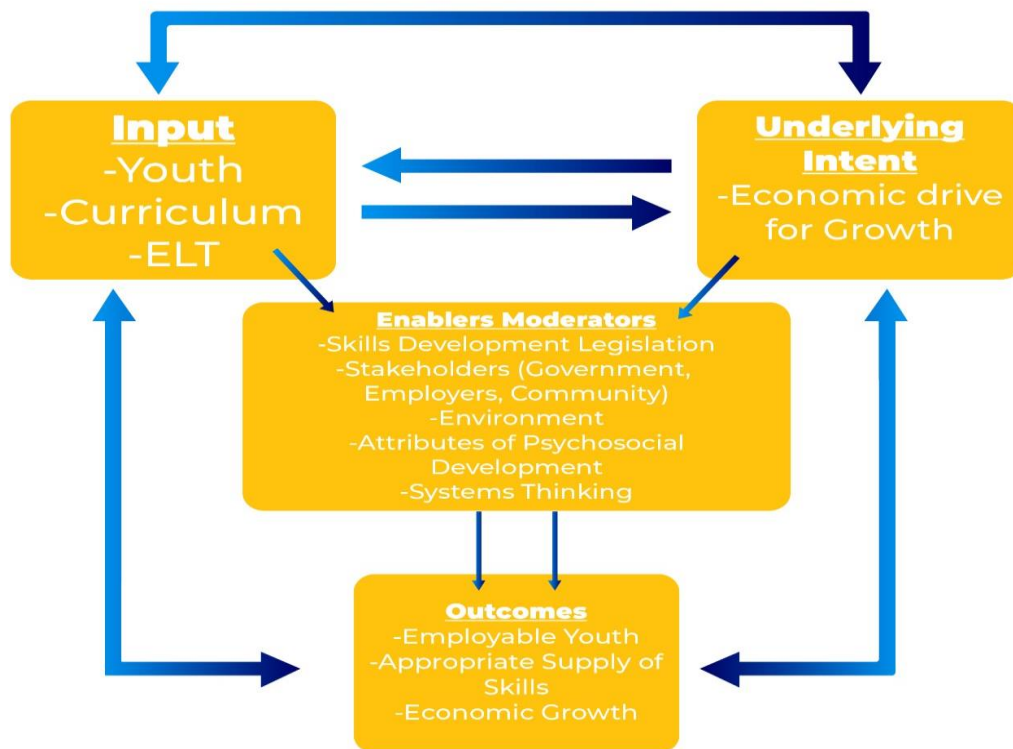 Input
-Youth
-Curriculum
-ELT
Underlying
Intent
-Economic drive
for Growth
Enablers Moderators
-Skills Development Legislation
-Stakeholders (Government,
Employers, Community)
-Environment
-Attributes of Psychosocial
Development
-Systems Thinking
Outcomes
-Employable Youth
-Appropriate Supply of
Skills
-Economic Growth